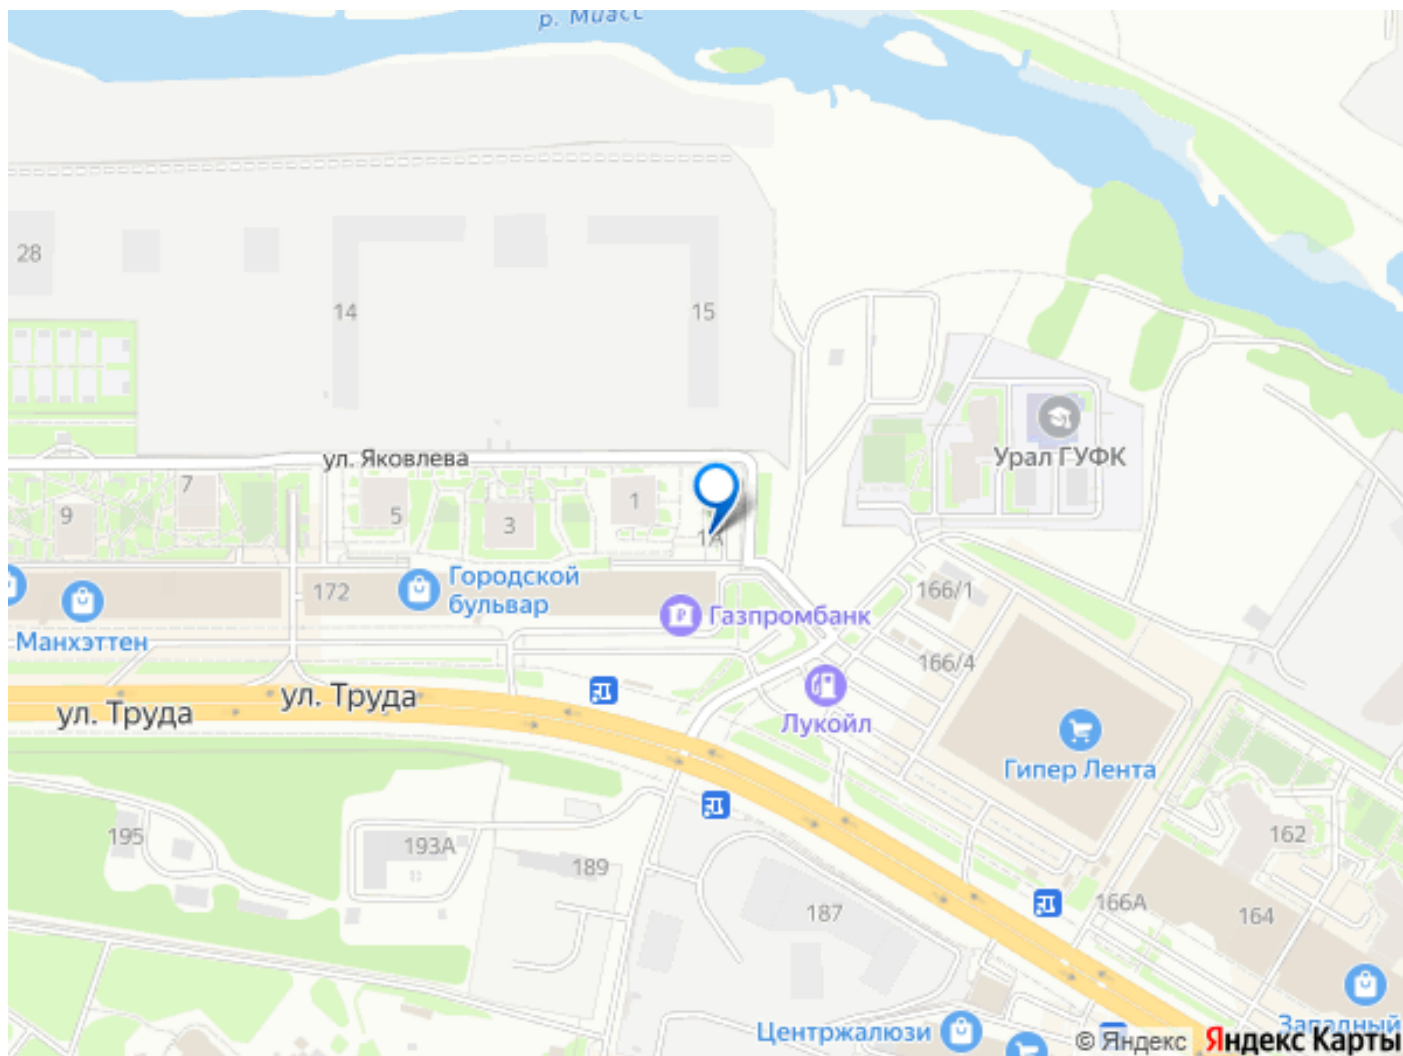 р. Миасс
28
14
15
ул. Яковлева
Урал ГУФК
7
9
5
3
1
1А
172
Городской
бульвар
Манхэттен
Газпромбанк
166/1
166/4
ул. Труда
ул. Труда
Лукойл
Гипер Лента
195
193А
189
187
162
166А
164
Западный
Центржалюзи
© Яндекс Яндекс Карты